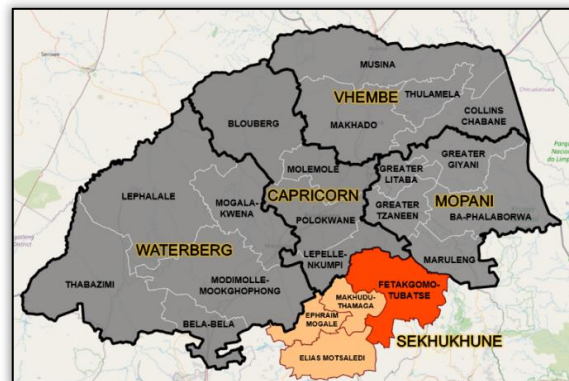 MUSINA
VHEMBE
THULAMELA
COLLINS
CHABANE
MAKHADO
BLOUBERG
MOLEMOLE
GREATER
GIYANI
GREATER
LITABA
CAPRICORN
LEPHALALE
MOGALA-
KWENA
GREATER
TZANEEN
MOPANI
POLOKWANE
BA-PHALABORWA
WATERBERG
LEPELLE-
NKUMPI
MARULENG
THABAZIMI
MODIMOLLE-
MOOKGHOPHONG
FETAKGOMO-
TUBATSE
MAKHUDU-
THAMAGA
EPHRAIM
MOGALE
BELA-BELA
SEKHUKHUNE
ELIAS MOTSALEDI